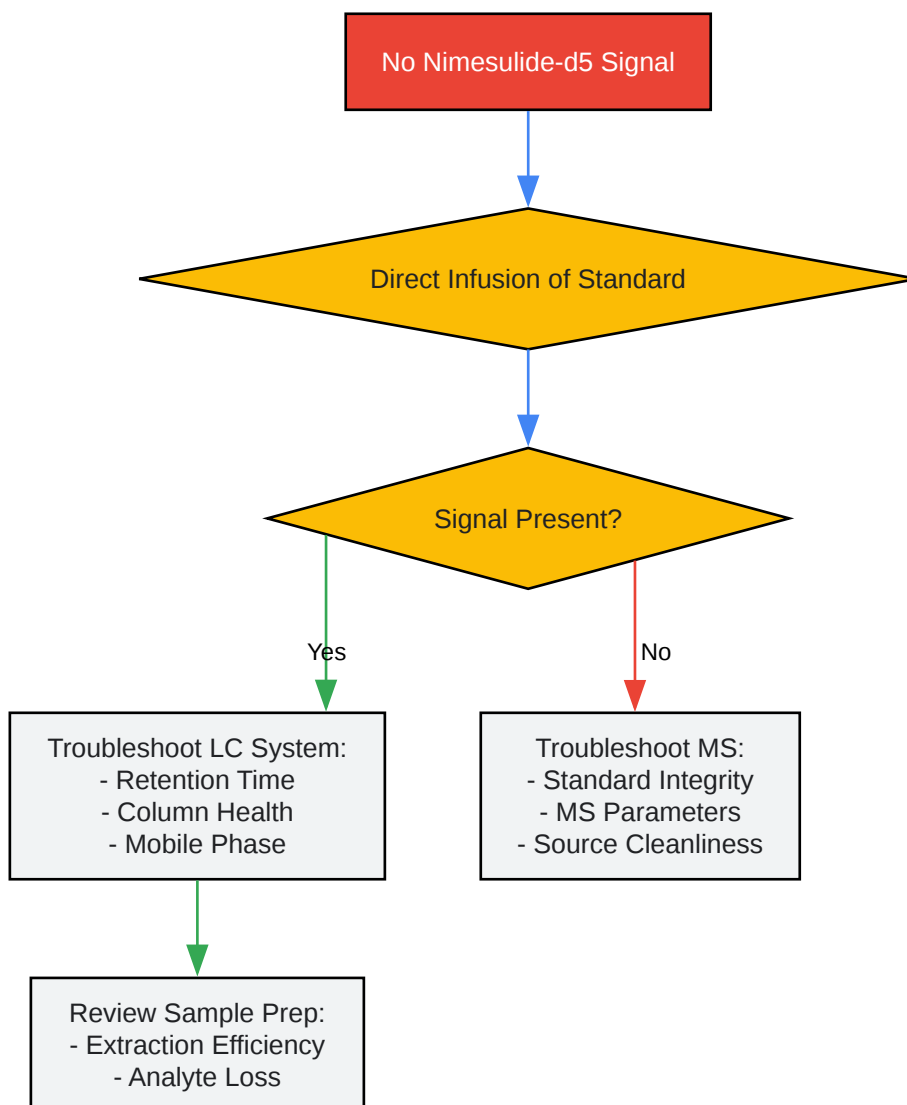 No Nimesulide-d5 Signal
Direct Infusion of Standard
Signal Present?
Yes
No
Troubleshoot LC System:
- Retention Time
- Column Health
- Mobile Phase
Troubleshoot MS:
- Standard Integrity
- MS Parameters
- Source Cleanliness
Review Sample Prep:
- Extraction Efficiency
- Analyte Loss